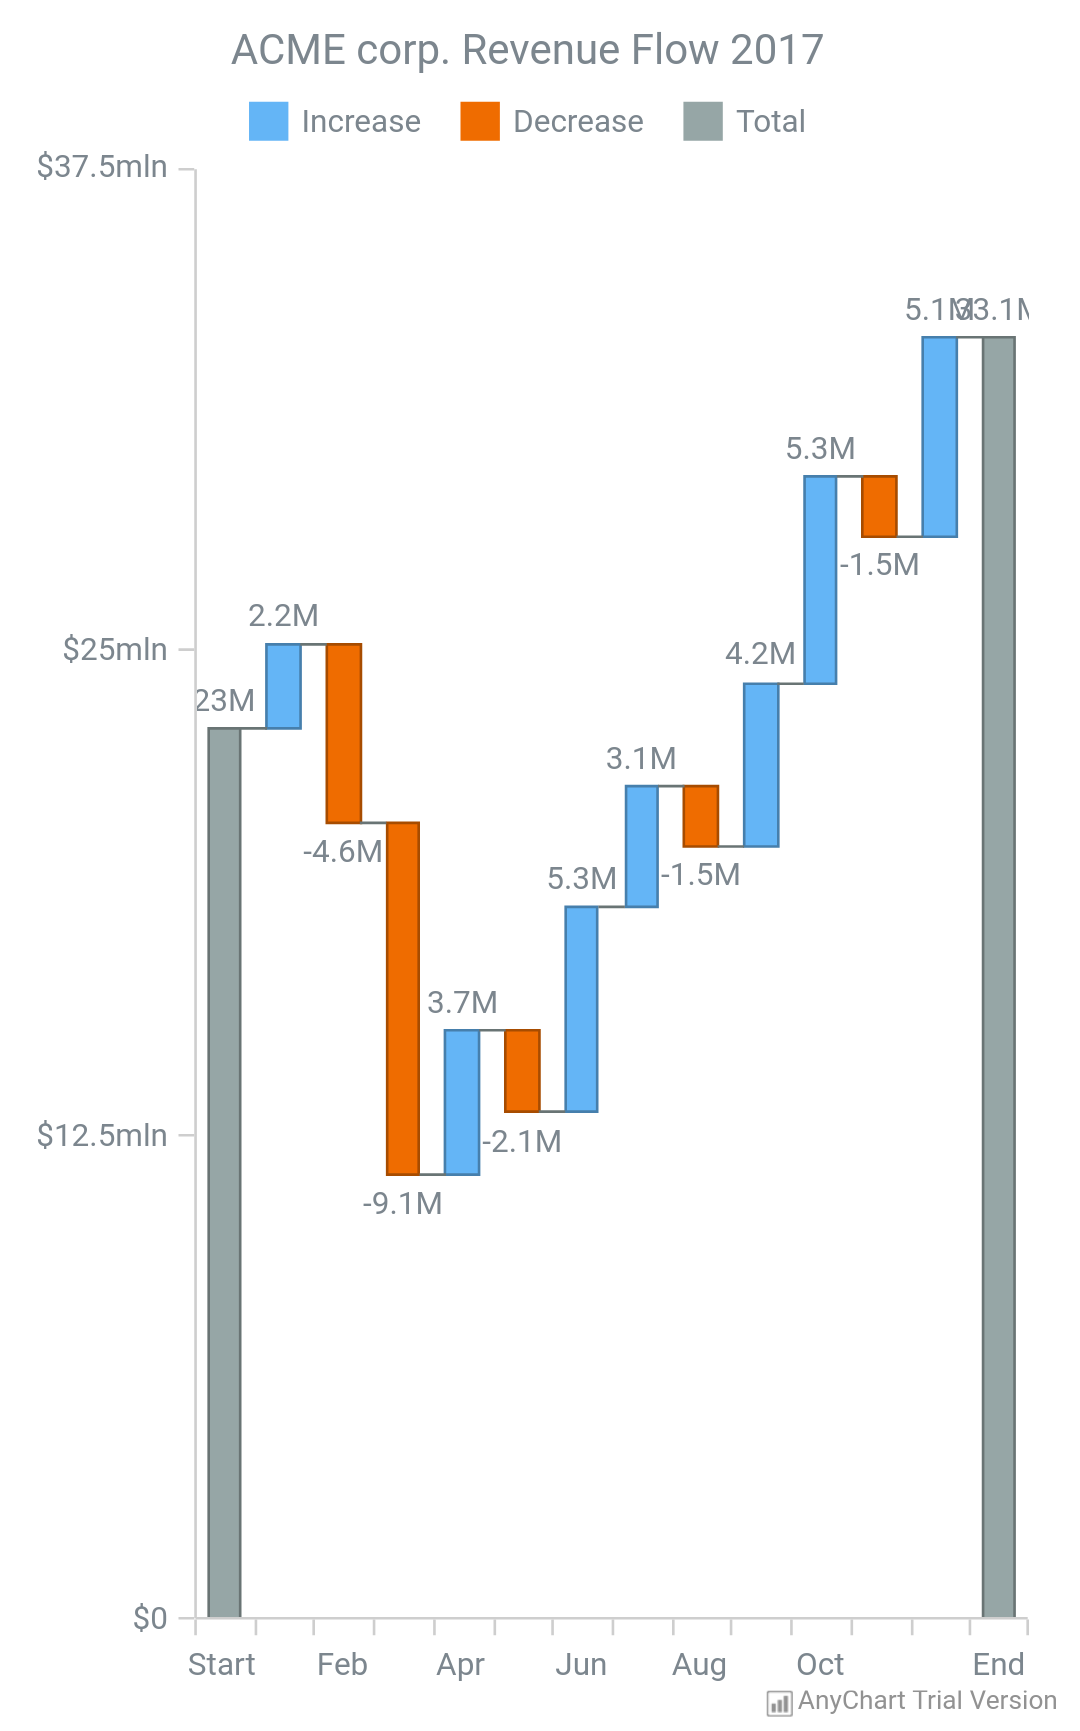 ACME corp. Revenue Flow 2017
Increase Decrease Total
$37.5mln
5.1M 33.1M
5.3M
-1.5M
2.2M
$25mln
4.2M
23M
3.1M
-4.6M
-1.5M
5.3M
3.7M
$12.5mln
-2.1M
-9.1M
$0
Start Feb Apr Jun Aug Oct End
AnyChart Trial Version